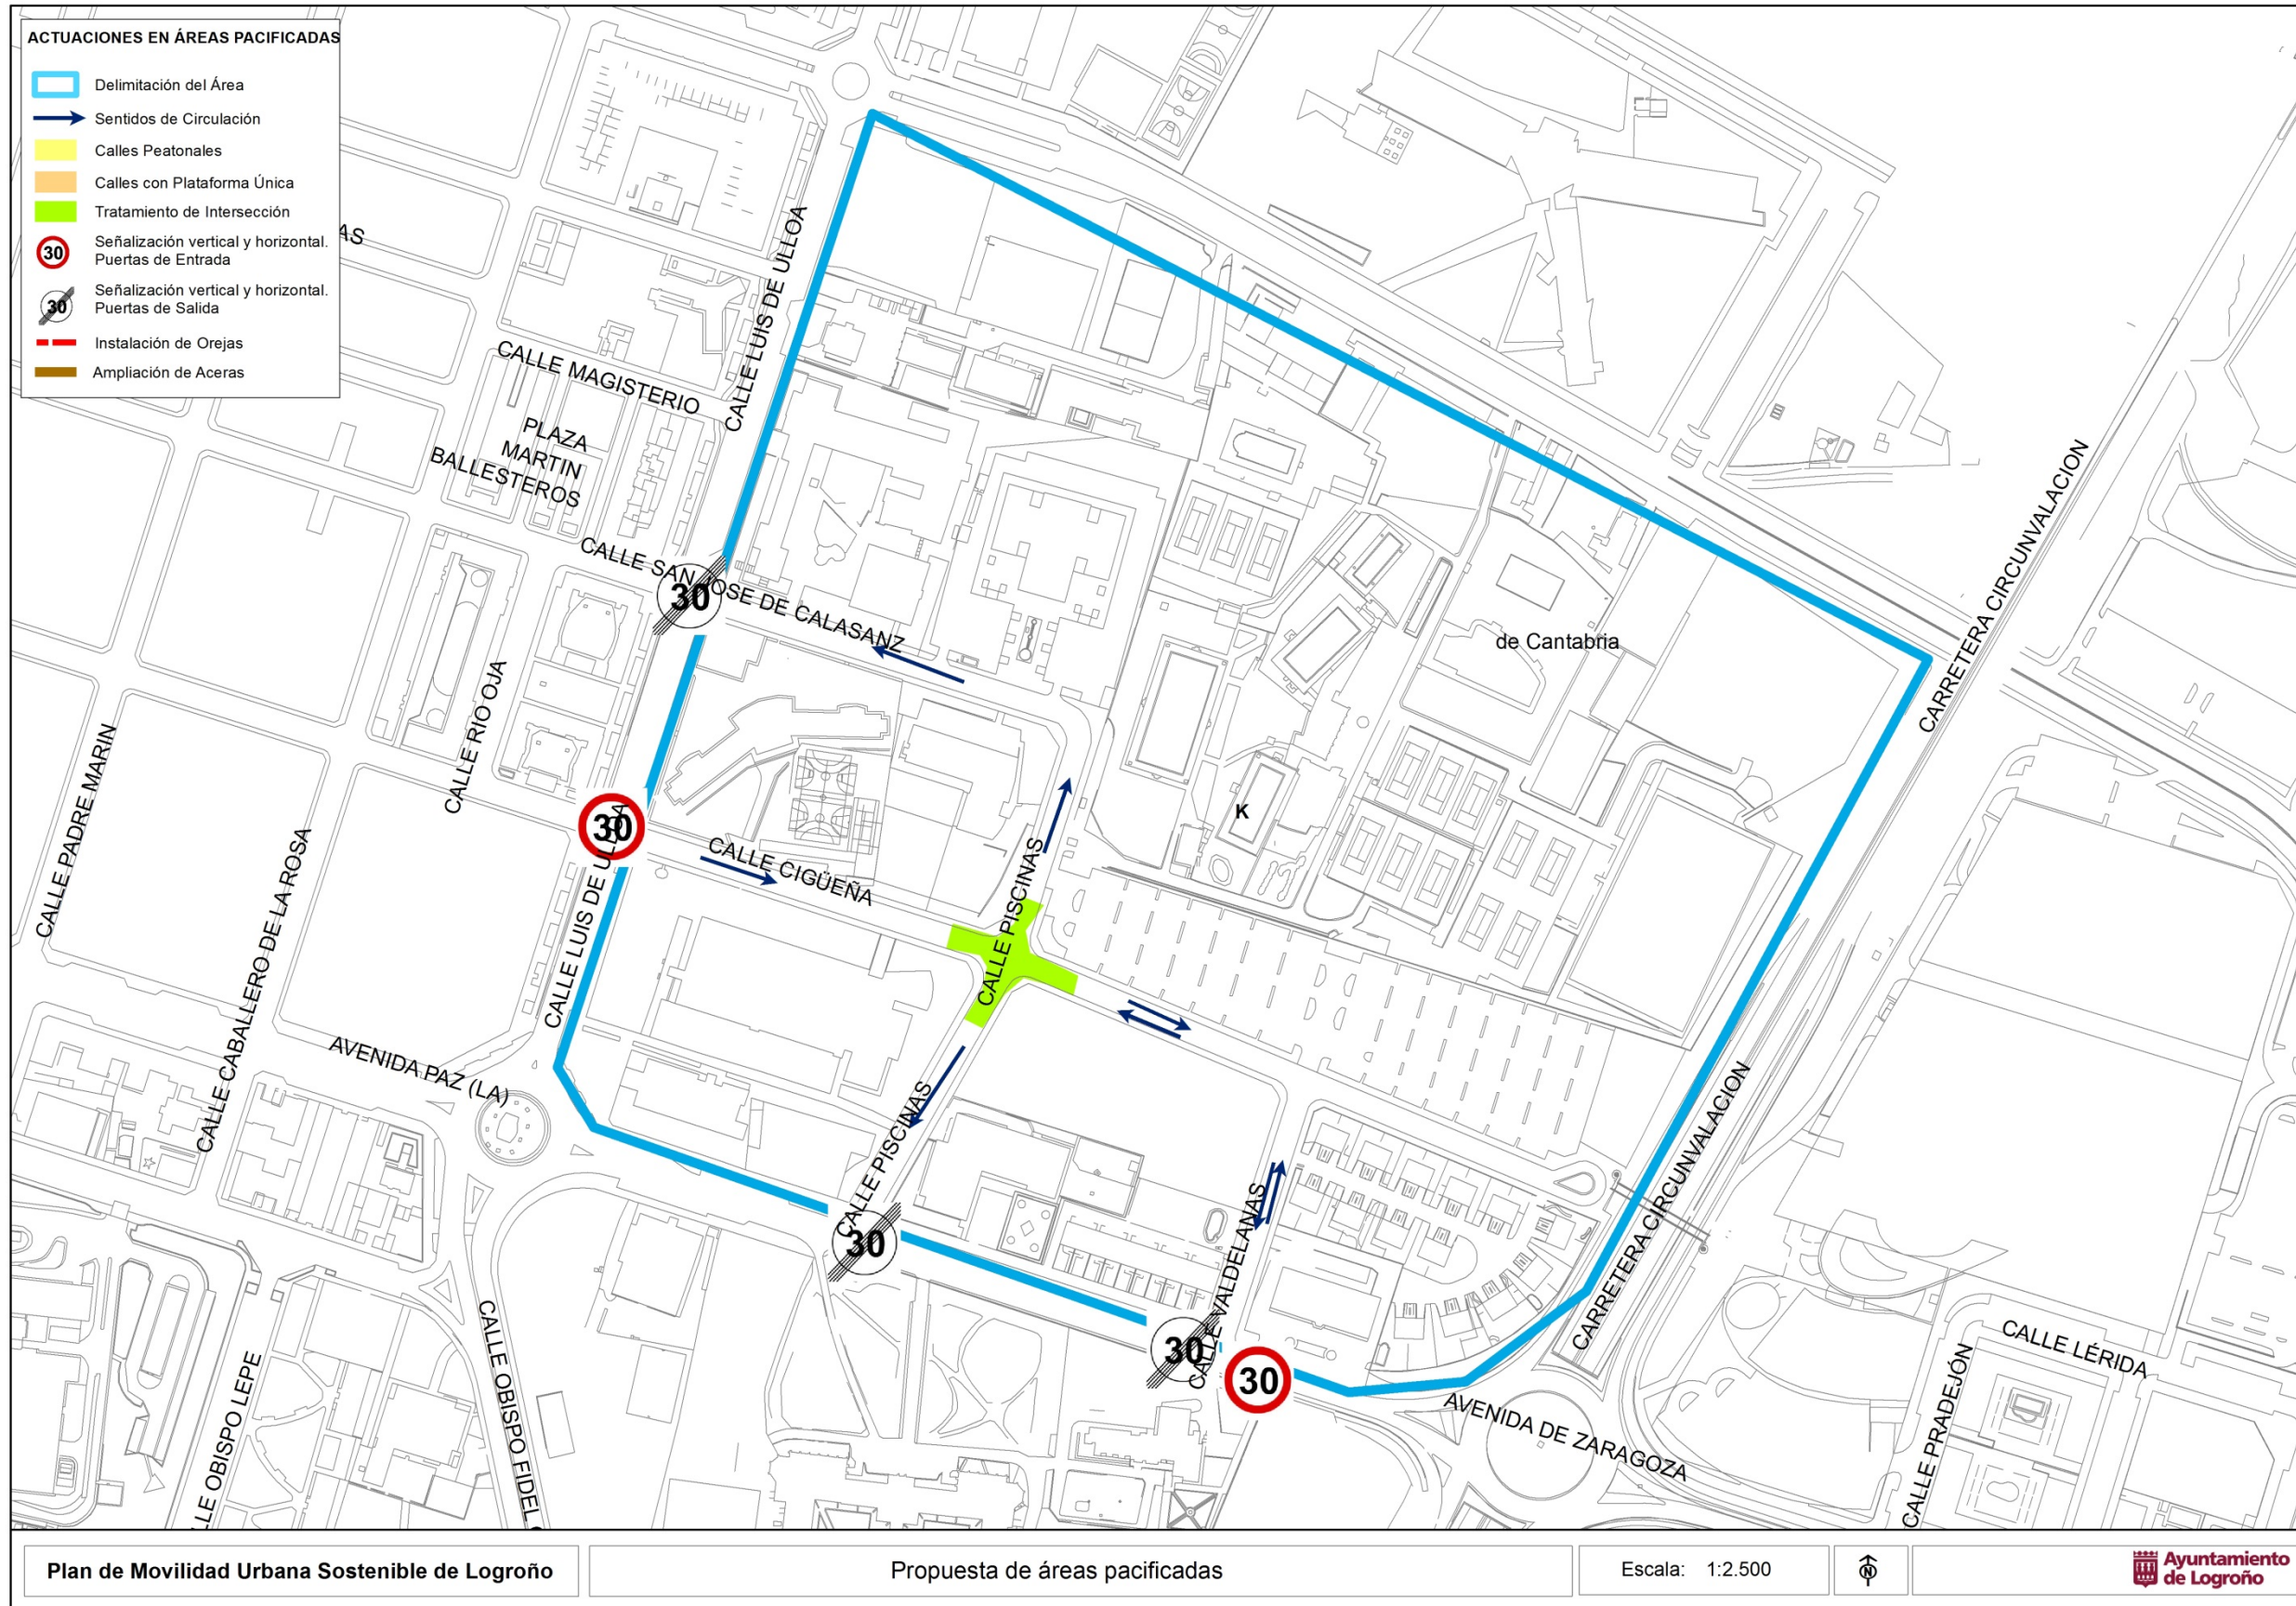 ACTUACIONES EN ÁREAS PACIFICADAS
Delimitación del Área
Sentidos de Circulación
Calles Peatonales
Calles con Plataforma Única
Tratamiento de Intersección
30
Señalización vertical y horizontal.
Puertas de Entrada
30
Señalización vertical y horizontal.
Puertas de Salida
Instalación de Orejas
Ampliación de Aceras
AS
CALLE LUIS DE ULLOA
CALLE MAGISTERIO
PLAZA
MARTIN
BALLESTEROS
CALLE SAN JOSE DE CALASANZ
30
de Cantabria
CARRETERA CIRCUNVALACION
CALLE RIO OJA
CALLE PADRE MARIN
CALLE CABALLERO DE LA ROSA
30
CALLE LUIS DE ULLOA
CALLE CIGÜEÑA
K
CALLE PISCINAS
AVENIDA PAZ (LA)
CALLE PISCINAS
30
CALLE VALDELANAS
30
30
CARRETERA CIRCUNVALACION
AVENIDA DE ZARAGOZA
CALLE LÉRIDA
CALLE PRADEJÓN
CALLE OBISPO FIDEL
LLE OBISPO LEPE
Plan de Movilidad Urbana Sostenible de Logroño
Propuesta de áreas pacificadas
Escala: 1:2.500
N
Ayuntamiento
de Logroño